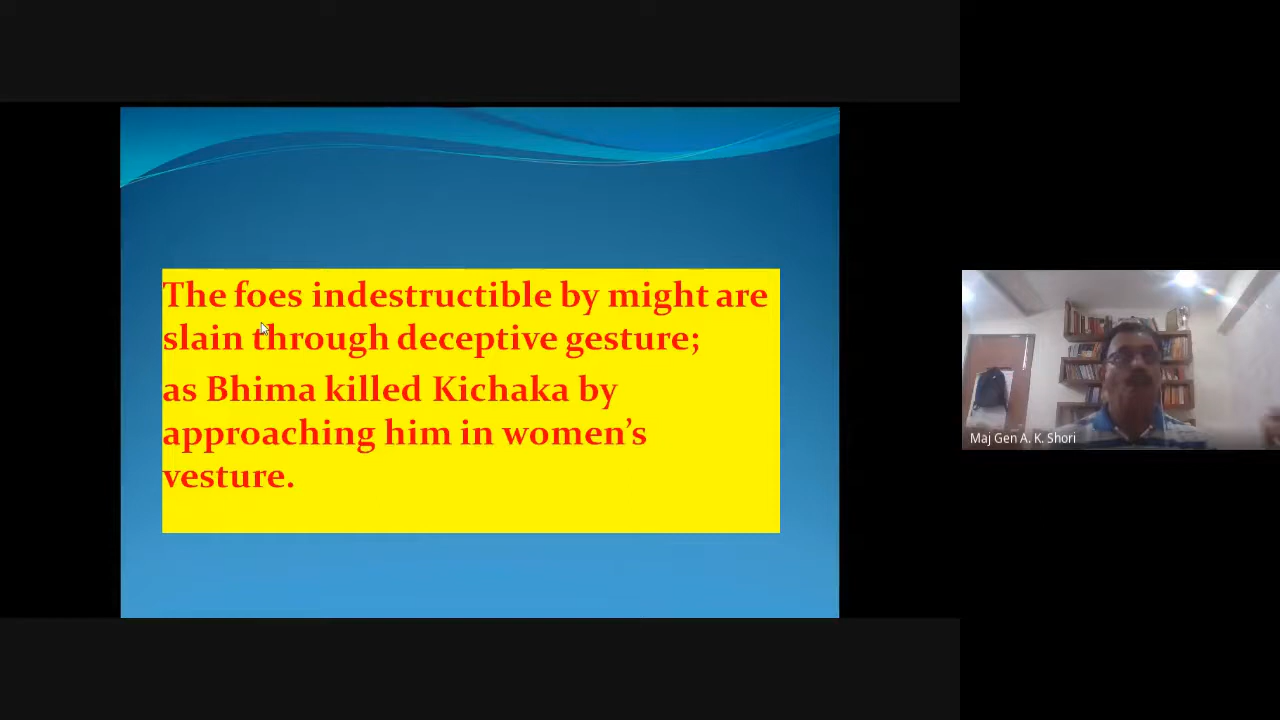 The foes indestructible by might are
slain through deceptive gesture;
as Bhima killed Kichaka by
approaching him in women's
vesture.
Maj Gen A. K. Shori